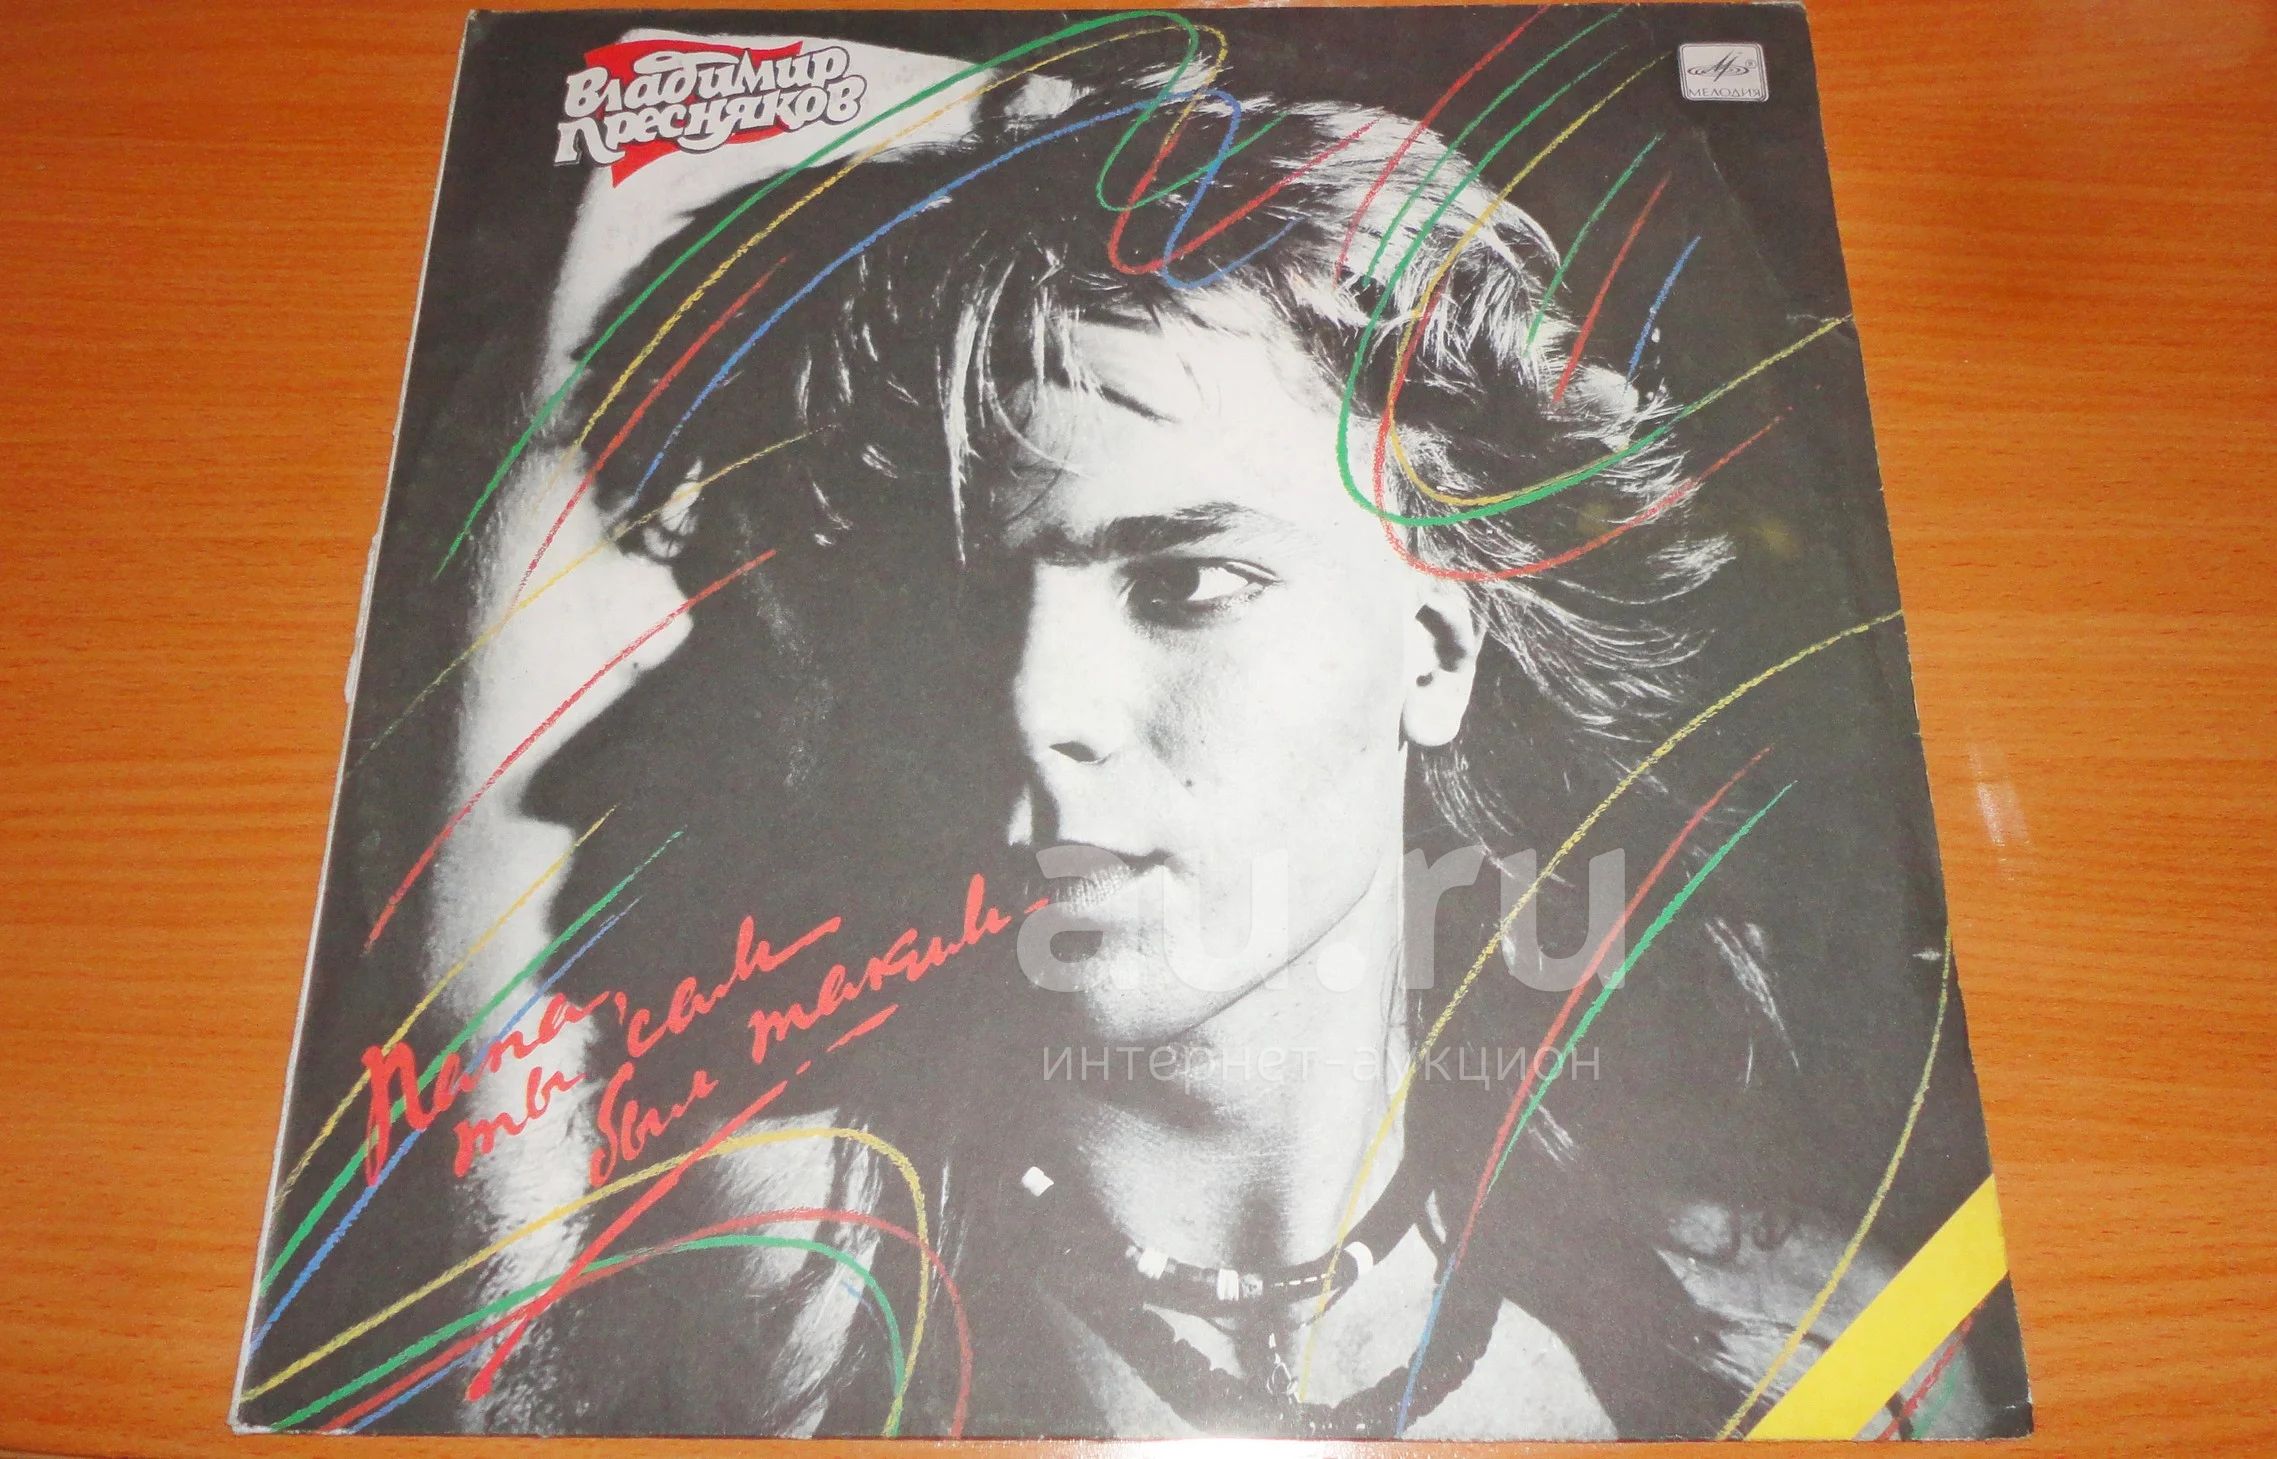 Владимир
Пресняков
МЕЛОДИЯ
Папа,
ты сам
был таким
au.ru
интернет-аукцион